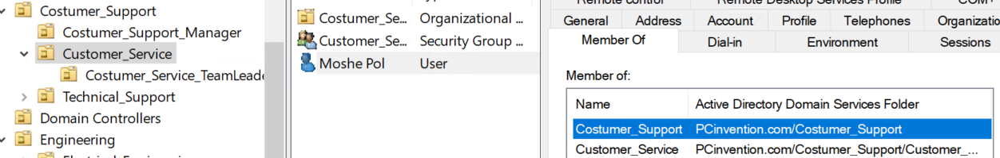 Costumer_Support
Costumer_Support_Manager
Customer_Service
Costumer_Service_TeamLeade
Technical_Support
Domain Controllers
Engineering
Costumer_Se... Organizational ...
Customer_Se... Security Group ...
Moshe Pol User
Remote control Remote Desktop Services Profile COM+
General Address Account Profile Telephones Organizatio
Member Of Dial-in Environment Sessions
Member of:
Name Active Directory Domain Services Folder
Costumer_Support PCinvention.com/Costumer_Support
Customer_Service PCinvention.com/Costumer_Support/Customer_...